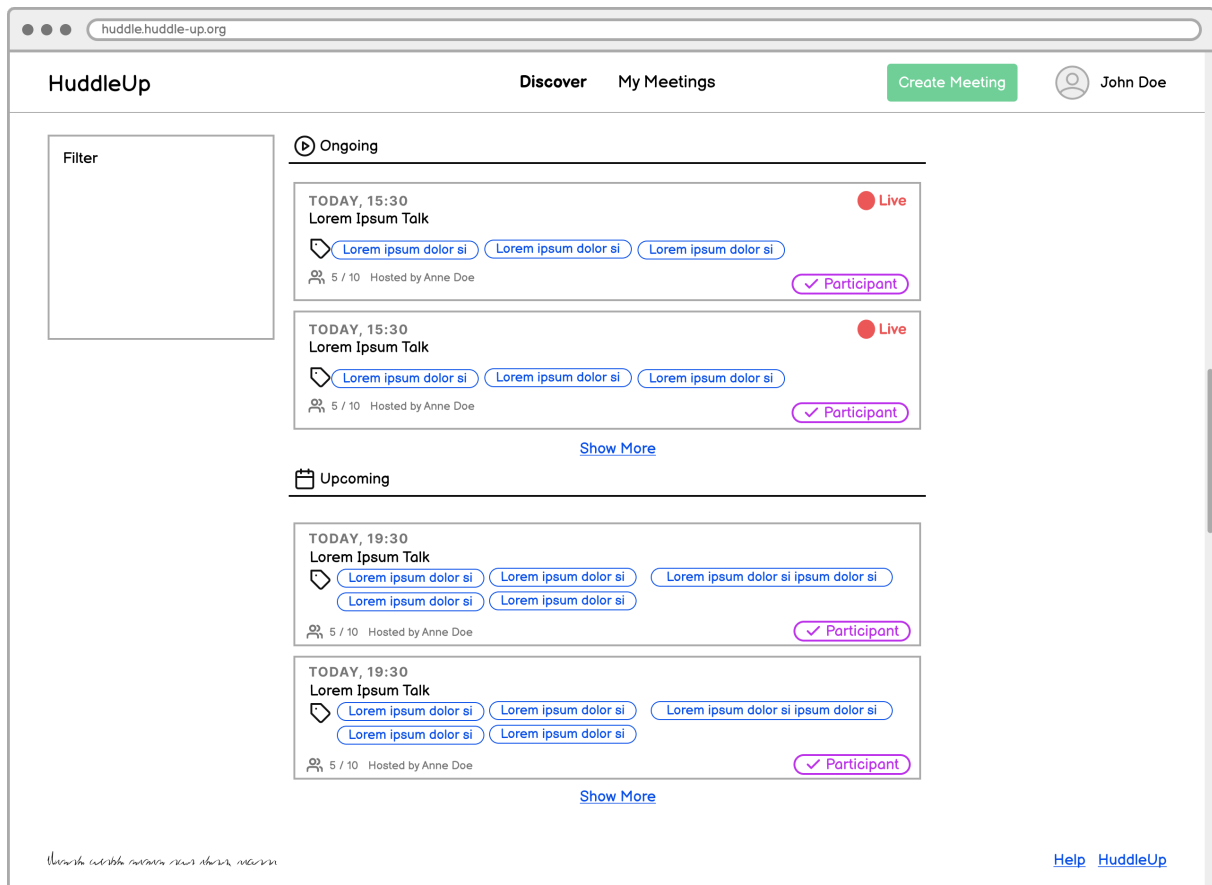 huddle.huddle-up.org
HuddleUp Discover My Meetings Create Meeting John Doe
Filter
Ongoing
TODAY, 15:30 Live
Lorem Ipsum Talk
Lorem ipsum dolor si Lorem ipsum dolor si Lorem ipsum dolor si
5 / 10 Hosted by Anne Doe
Participant
TODAY, 15:30 Live
Lorem Ipsum Talk
Lorem ipsum dolor si Lorem ipsum dolor si Lorem ipsum dolor si
5 / 10 Hosted by Anne Doe
Participant
Show More
Upcoming
TODAY, 19:30
Lorem Ipsum Talk
Lorem ipsum dolor si Lorem ipsum dolor si Lorem ipsum dolor si ipsum dolor si
Lorem ipsum dolor si Lorem ipsum dolor si
5 / 10 Hosted by Anne Doe Participant
TODAY, 19:30
Lorem Ipsum Talk
Lorem ipsum dolor si Lorem ipsum dolor si Lorem ipsum dolor si ipsum dolor si
Lorem ipsum dolor si Lorem ipsum dolor si
5 / 10 Hosted by Anne Doe Participant
Show More
Help HuddleUp